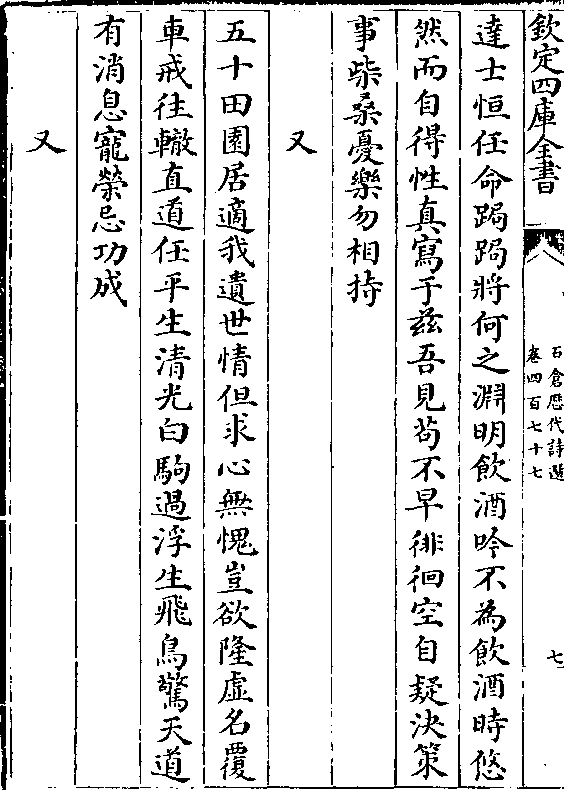 欽定四庫全書
石倉歷代詩選
卷四百七十七
七
達士恒任命跼跼將何之淵明飲酒吟不為飲酒時悠
然而自得性真寫于茲吾見苟不早徘徊空自疑決策
事柴桑憂樂勿相持
又
五十田園居適我遺世情但求心無愧豈欲隆虛名覆
車戒往轍直道任平生清光白駒過浮生飛鳥驚天道
有消息寵榮忌功成
又